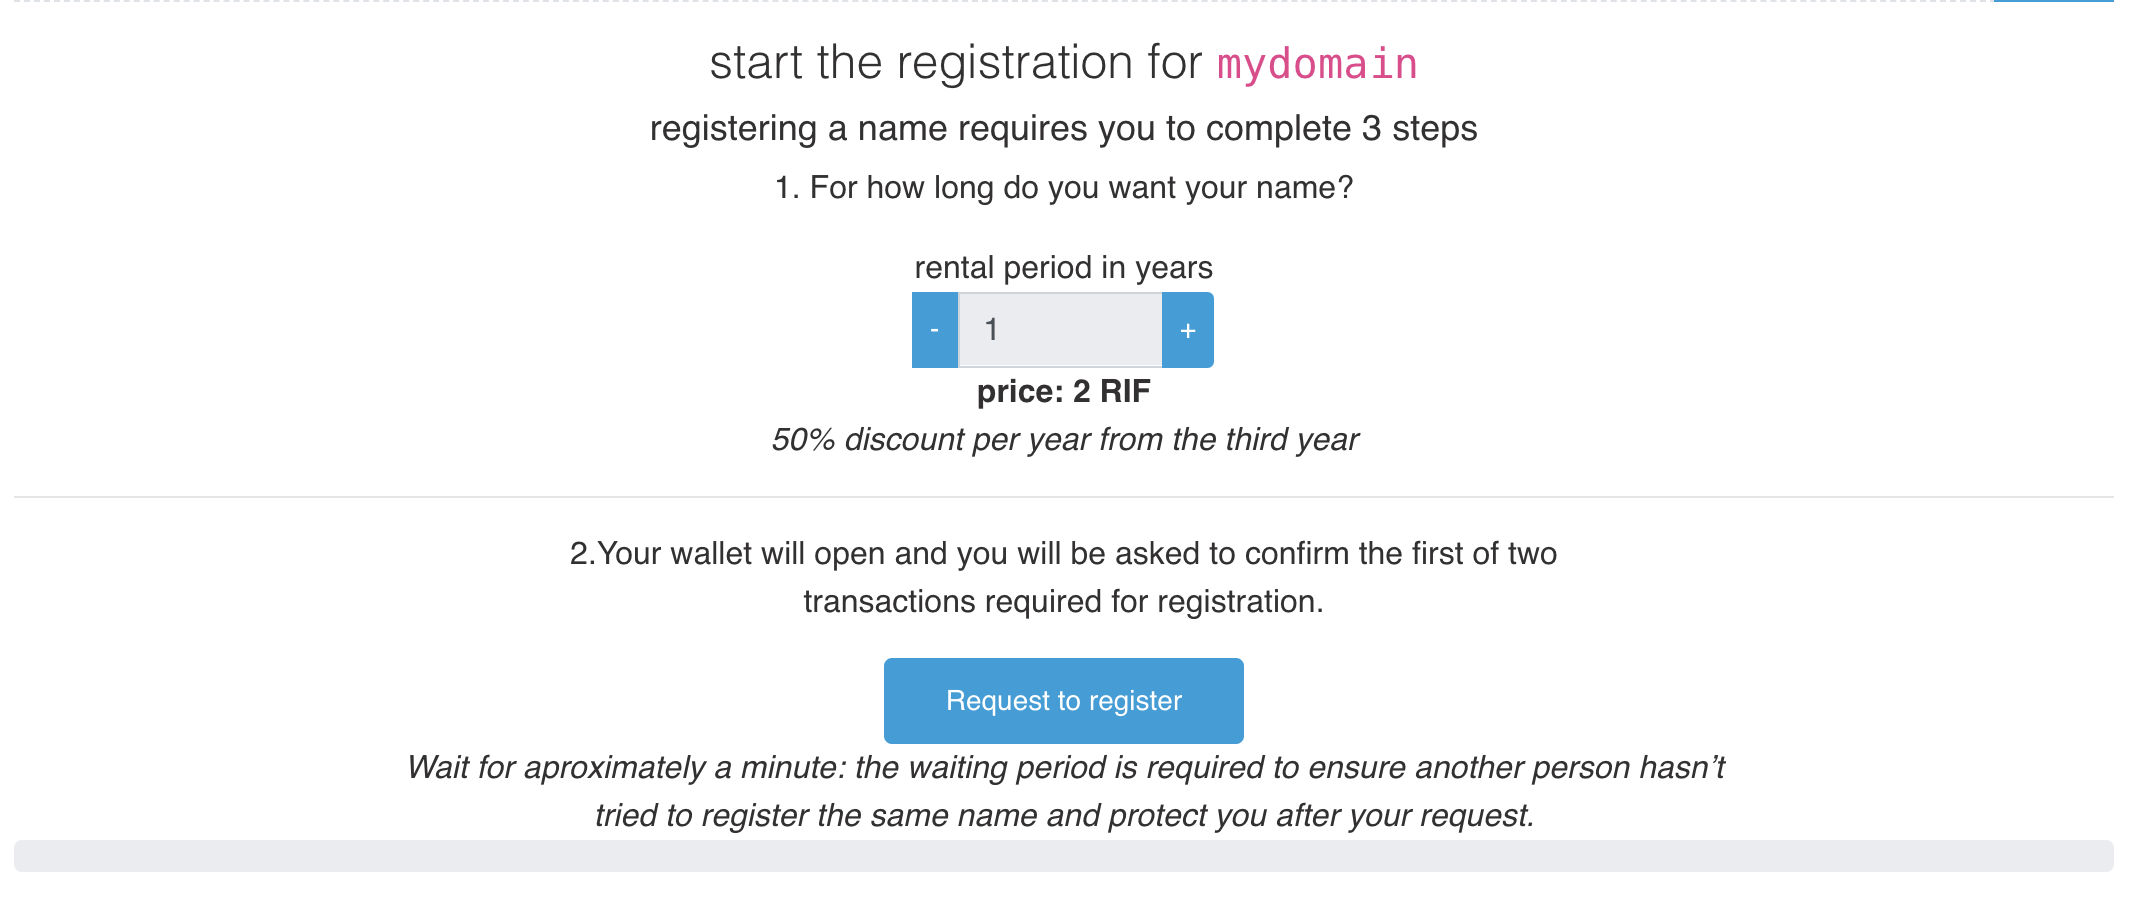 start the registration for mydomain
registering a name requires you to complete 3 steps
1. For how long do you want your name?
rental period in years
- 1 +
price: 2 RIF
50% discount per year from the third year
2.Your wallet will open and you will be asked to confirm the first of two
transactions required for registration.
Request to register
Wait for aproximately a minute: the waiting period is required to ensure another person hasn’t
tried to register the same name and protect you after your request.